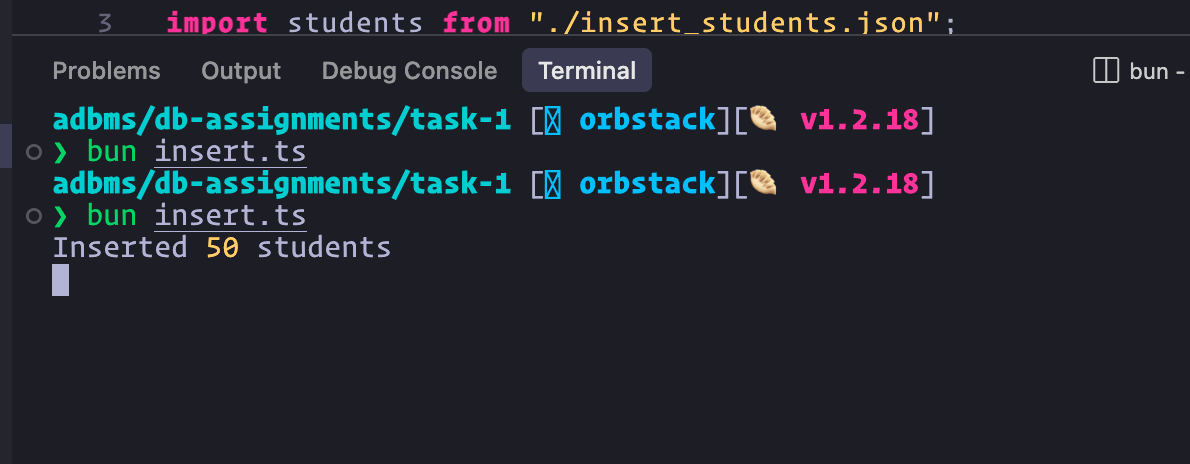 3 import students from "./insert_students.json";
Problems Output Debug Console Terminal bun -
adbms/db-assignments/task-1 [ orbstack][🥟 v1.2.18]
❯ bun insert.ts
adbms/db-assignments/task-1 [ orbstack][🥟 v1.2.18]
❯ bun insert.ts
Inserted 50 students